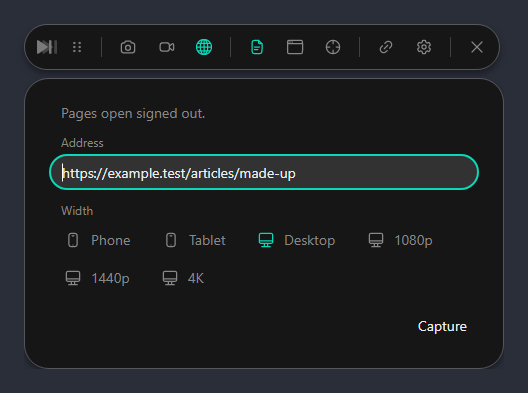 Pages open signed out.
Address
https://example.test/articles/made-up
Width
Phone Tablet Desktop 1080p
1440p 4K
Capture